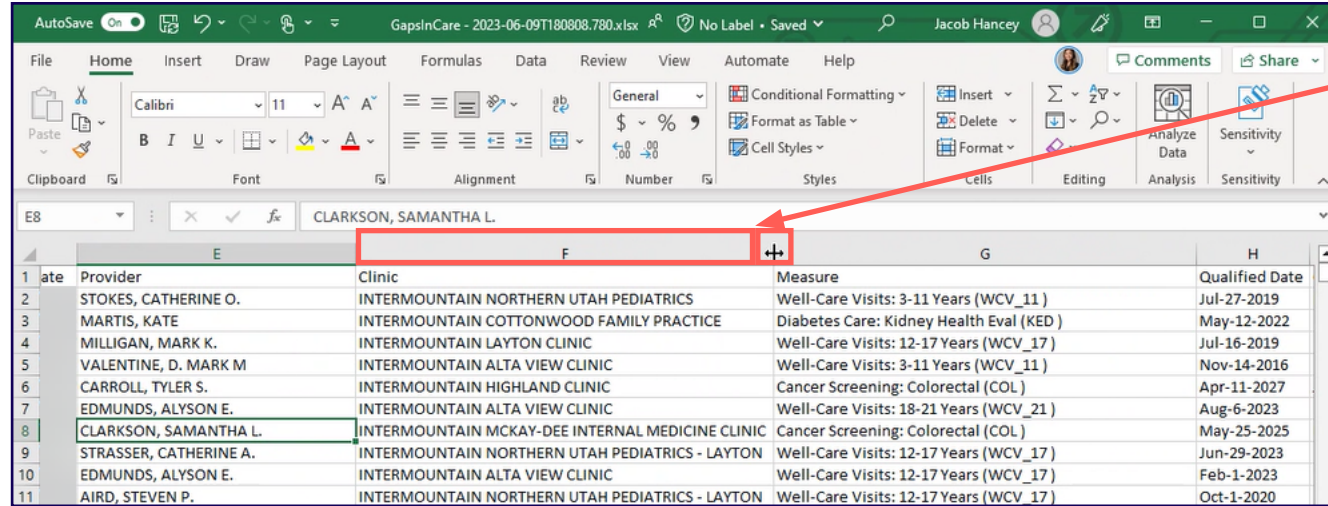 AutoSave On GapsInCare - 2023-06-09T180808.780.xlsx No Label • Saved Jacob Hancey
File Home Insert Draw Page Layout Formulas Data Review View Automate Help Comments Share
Paste Calibri 11 A^ A˅ ab General Conditional Formatting Insert Σ AZ Analyze Data Sensitivity
B I U A $ % 9 Format as Table Delete
.00 .00 Cell Styles Format
Clipboard Font Alignment Number Styles Cells Editing Analysis Sensitivity
E8 fx CLARKSON, SAMANTHA L.
E F G H
1 ate Provider Clinic Measure Qualified Date
2 STOKES, CATHERINE O. INTERMOUNTAIN NORTHERN UTAH PEDIATRICS Well-Care Visits: 3-11 Years (WCV_11 ) Jul-27-2019
3 MARTIS, KATE INTERMOUNTAIN COTTONWOOD FAMILY PRACTICE Diabetes Care: Kidney Health Eval (KED ) May-12-2022
4 MILLIGAN, MARK K. INTERMOUNTAIN LAYTON CLINIC Well-Care Visits: 12-17 Years (WCV_17 ) Jul-16-2019
5 VALENTINE, D. MARK M INTERMOUNTAIN ALTA VIEW CLINIC Well-Care Visits: 3-11 Years (WCV_11 ) Nov-14-2016
6 CARROLL, TYLER S. INTERMOUNTAIN HIGHLAND CLINIC Cancer Screening: Colorectal (COL ) Apr-11-2027
7 EDMUNDS, ALYSON E. INTERMOUNTAIN ALTA VIEW CLINIC Well-Care Visits: 18-21 Years (WCV_21 ) Aug-6-2023
8 CLARKSON, SAMANTHA L. INTERMOUNTAIN MCKAY-DEE INTERNAL MEDICINE CLINIC Cancer Screening: Colorectal (COL ) May-25-2025
9 STRASSER, CATHERINE A. INTERMOUNTAIN NORTHERN UTAH PEDIATRICS - LAYTON Well-Care Visits: 12-17 Years (WCV_17 ) Jun-29-2023
10 EDMUNDS, ALYSON E. INTERMOUNTAIN ALTA VIEW CLINIC Well-Care Visits: 12-17 Years (WCV_17 ) Feb-1-2023
11 AIRD, STEVEN P. INTERMOUNTAIN NORTHERN UTAH PEDIATRICS - LAYTON Well-Care Visits: 12-17 Years (WCV_17 ) Oct-1-2020